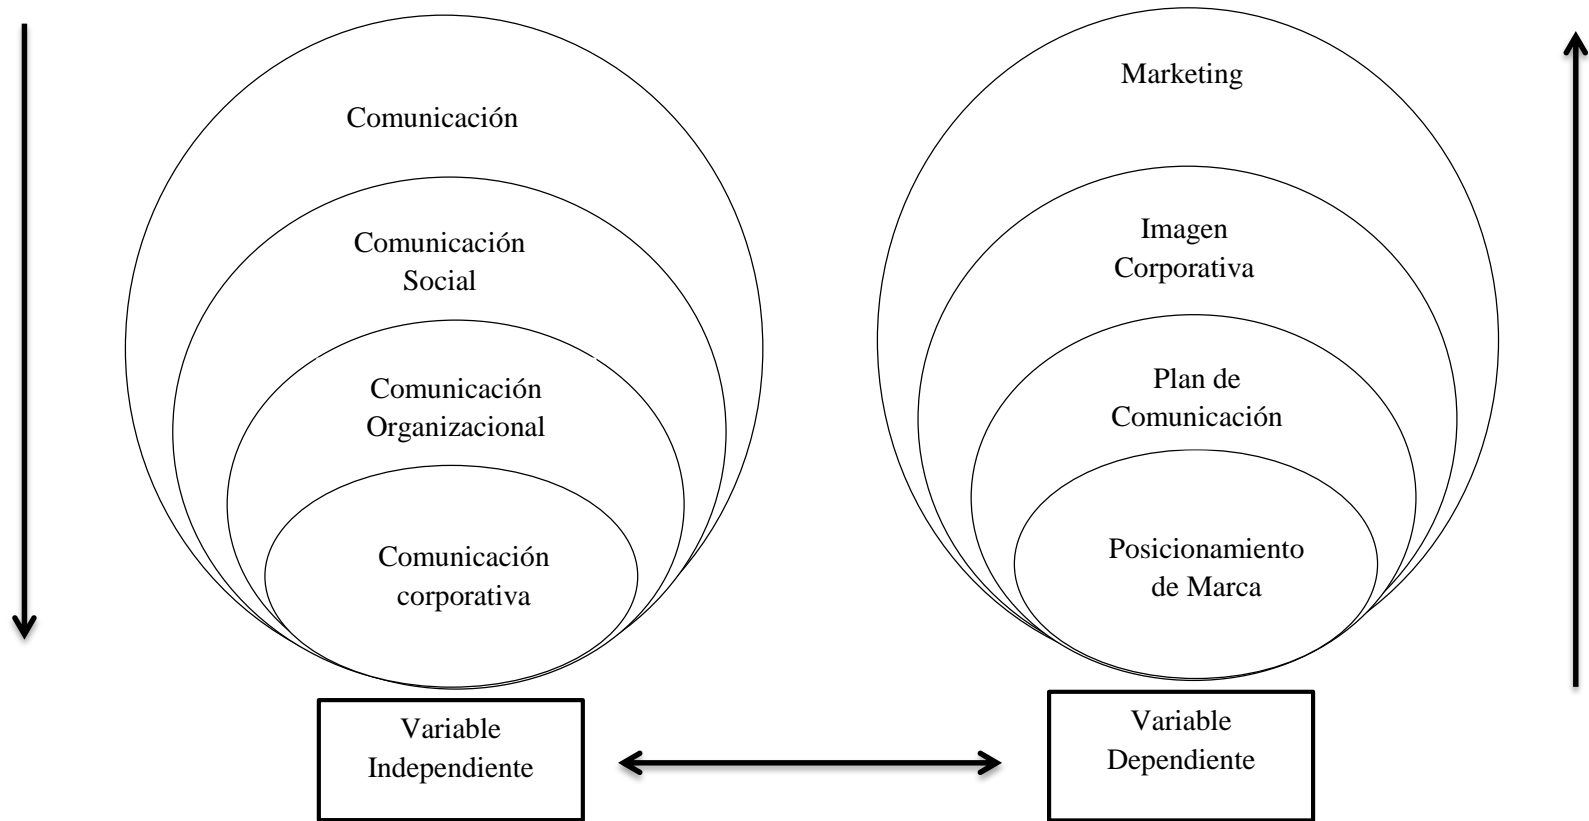 Comunicación
Comunicación
Social
Comunicación
Organizacional
Comunicación
corporativa
Variable
Independiente
Marketing
Imagen
Corporativa
Plan de
Comunicación
Posicionamiento
de Marca
Variable
Dependiente